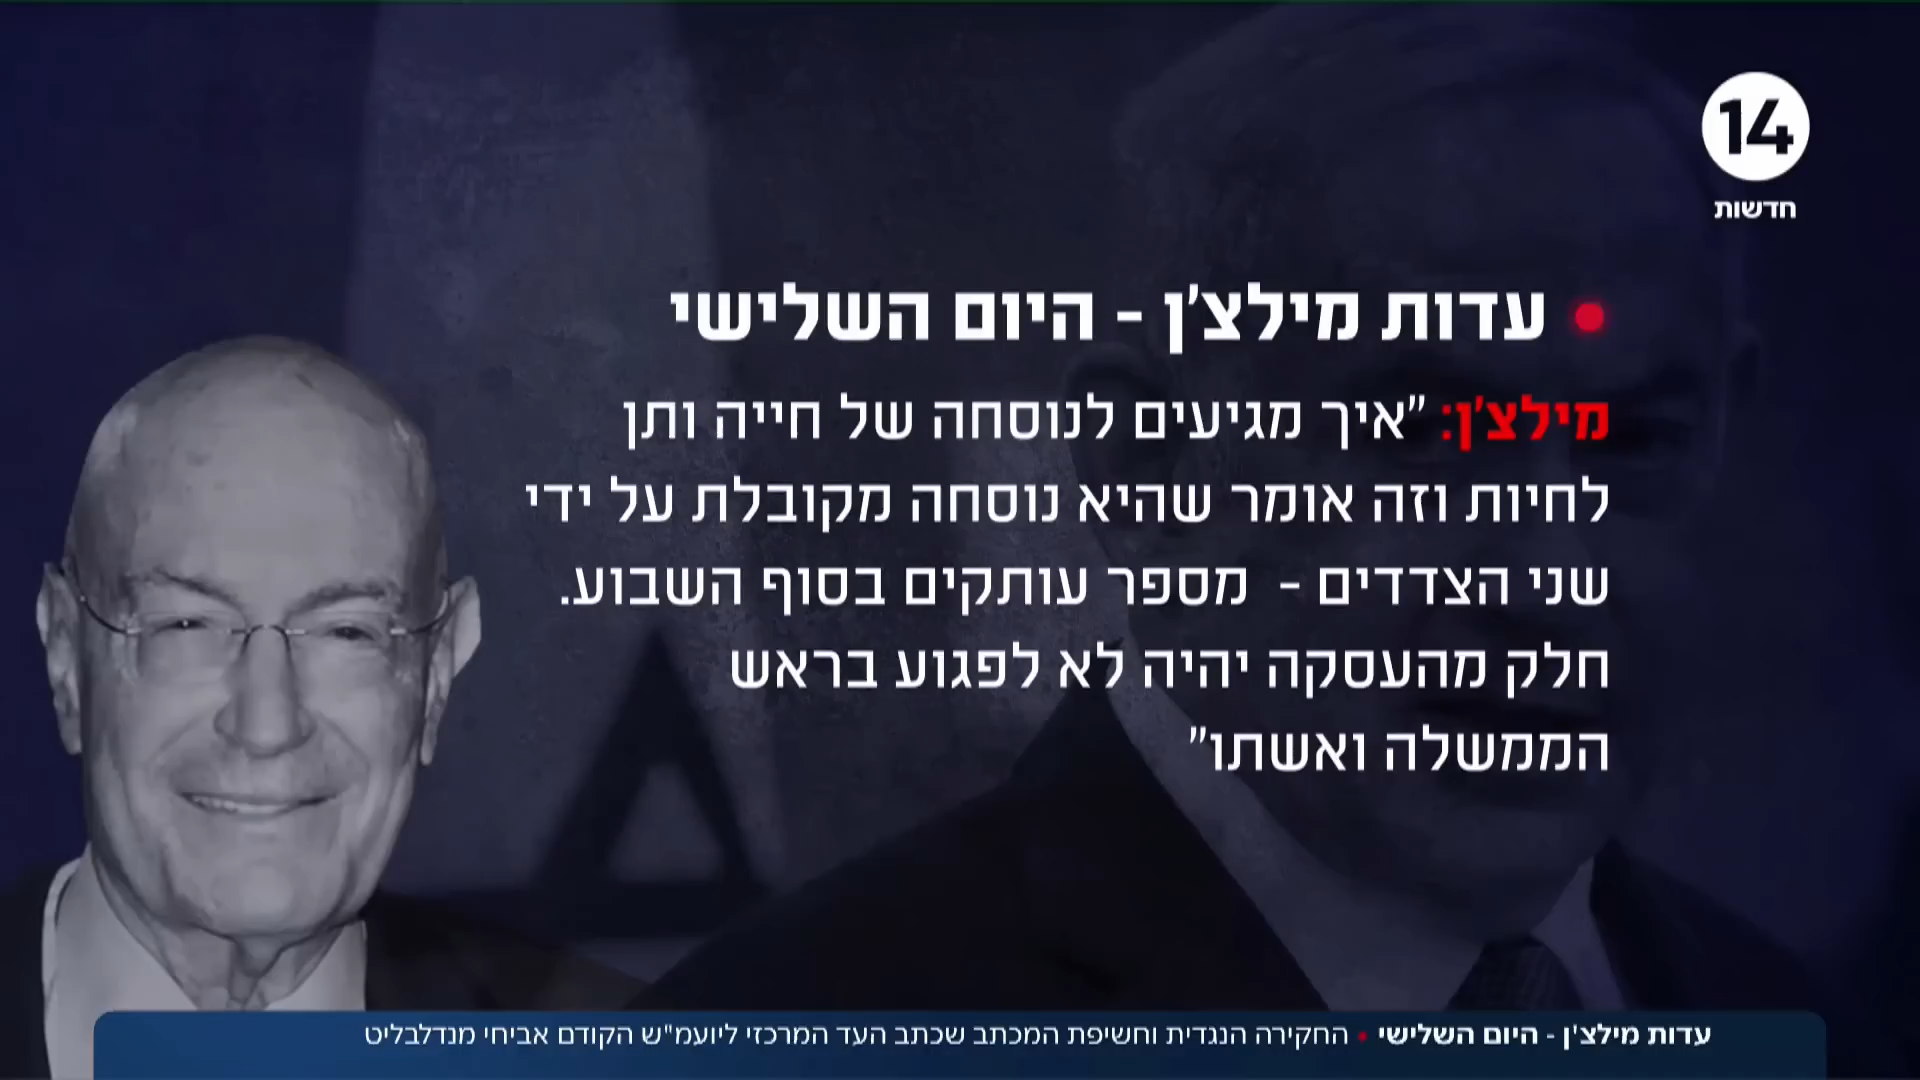 14
חדשות
עדות מילצ'ן - היום השלישי
מילצ'ן: "איך מגיעים לנוסחה של חייה ותן
לחיות וזה אומר שהיא נוסחה מקובלת על ידי
שני הצדדים - מספר עותקים בסוף השבוע.
חלק מהעסקה יהיה לא לפגוע בראש
הממשלה ואשתו"
עדות מילצ'ן - היום השלישי • החקירה הנגדית וחשיפת המכתב שכתב העד המרכזי ליועמ"ש הקודם אביחי מנדלבליט